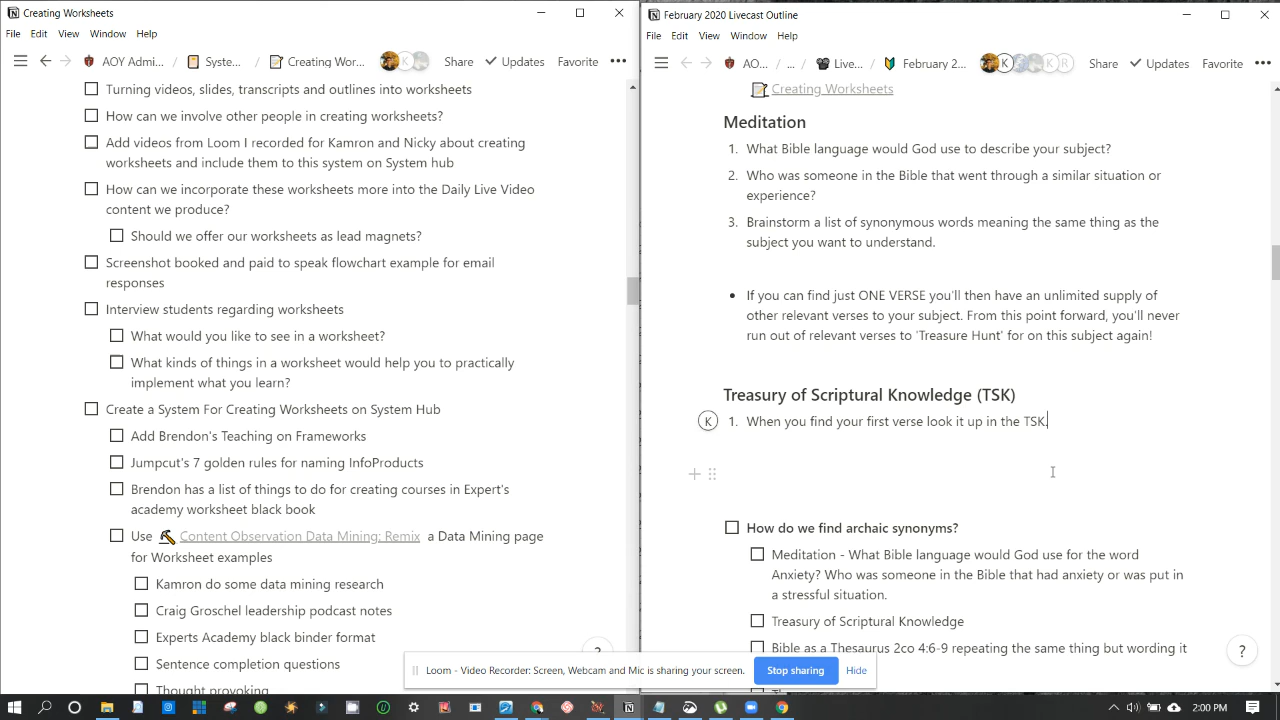 Creating Worksheets
File Edit View Window Help
AOY Admi... / Syste... / Creating Wor... K Share Updates Favorite
Turning videos, slides, transcripts and outlines into worksheets
How can we involve other people in creating worksheets?
Add videos from Loom I recorded for Kamron and Nicky about creating
worksheets and include them to this system on System hub
How can we incorporate these worksheets more into the Daily Live Video
content we produce?
Should we offer our worksheets as lead magnets?
Screenshot booked and paid to speak flowchart example for email
responses
Interview students regarding worksheets
What would you like to see in a worksheet?
What kinds of things in a worksheet would help you to practically
implement what you learn?
Create a System For Creating Worksheets on System Hub
Add Brendon's Teaching on Frameworks
Jumpcut's 7 golden rules for naming InfoProducts
Brendon has a list of things to do for creating courses in Expert's
academy worksheet black book
Use Content Observation Data Mining: Remix a Data Mining page
for Worksheet examples
Kamron do some data mining research
Craig Groschel leadership podcast notes
Experts Academy black binder format
Sentence completion questions
Thought provoking
February 2020 Livecast Outline
File Edit View Window Help
AO... / ... / Live... / February 2... K K R Share Updates Favorite
Creating Worksheets
Meditation
1. What Bible language would God use to describe your subject?
2. Who was someone in the Bible that went through a similar situation or
experience?
3. Brainstorm a list of synonymous words meaning the same thing as the
subject you want to understand.
• If you can find just ONE VERSE you'll then have an unlimited supply of
other relevant verses to your subject. From this point forward, you'll never
run out of relevant verses to 'Treasure Hunt' for on this subject again!
Treasury of Scriptural Knowledge (TSK)
K 1. When you find your first verse look it up in the TSK.
How do we find archaic synonyms?
Meditation - What Bible language would God use for the word
Anxiety? Who was someone in the Bible that had anxiety or was put in
a stressful situation.
Treasury of Scriptural Knowledge
Bible as a Thesaurus 2co 4:6-9 repeating the same thing but wording it
?
Loom - Video Recorder: Screen, Webcam and Mic is sharing your screen. Stop sharing Hide
2:00 PM